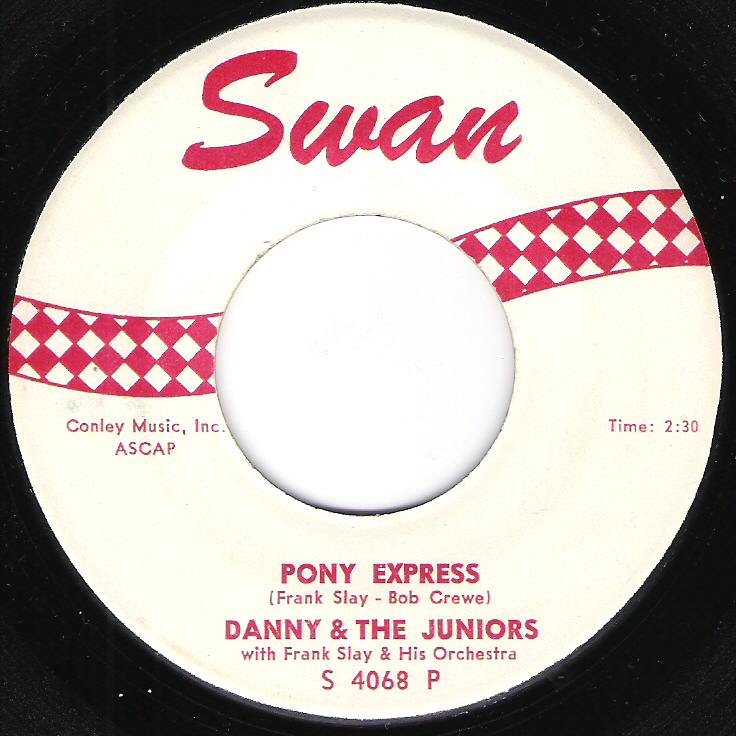 Swan
Conley Music, Inc.
ASCAP
Time: 2:30
PONY EXPRESS
(Frank Slay - Bob Crewe)
DANNY & THE JUNIORS
with Frank Slay & His Orchestra
S 4068 P